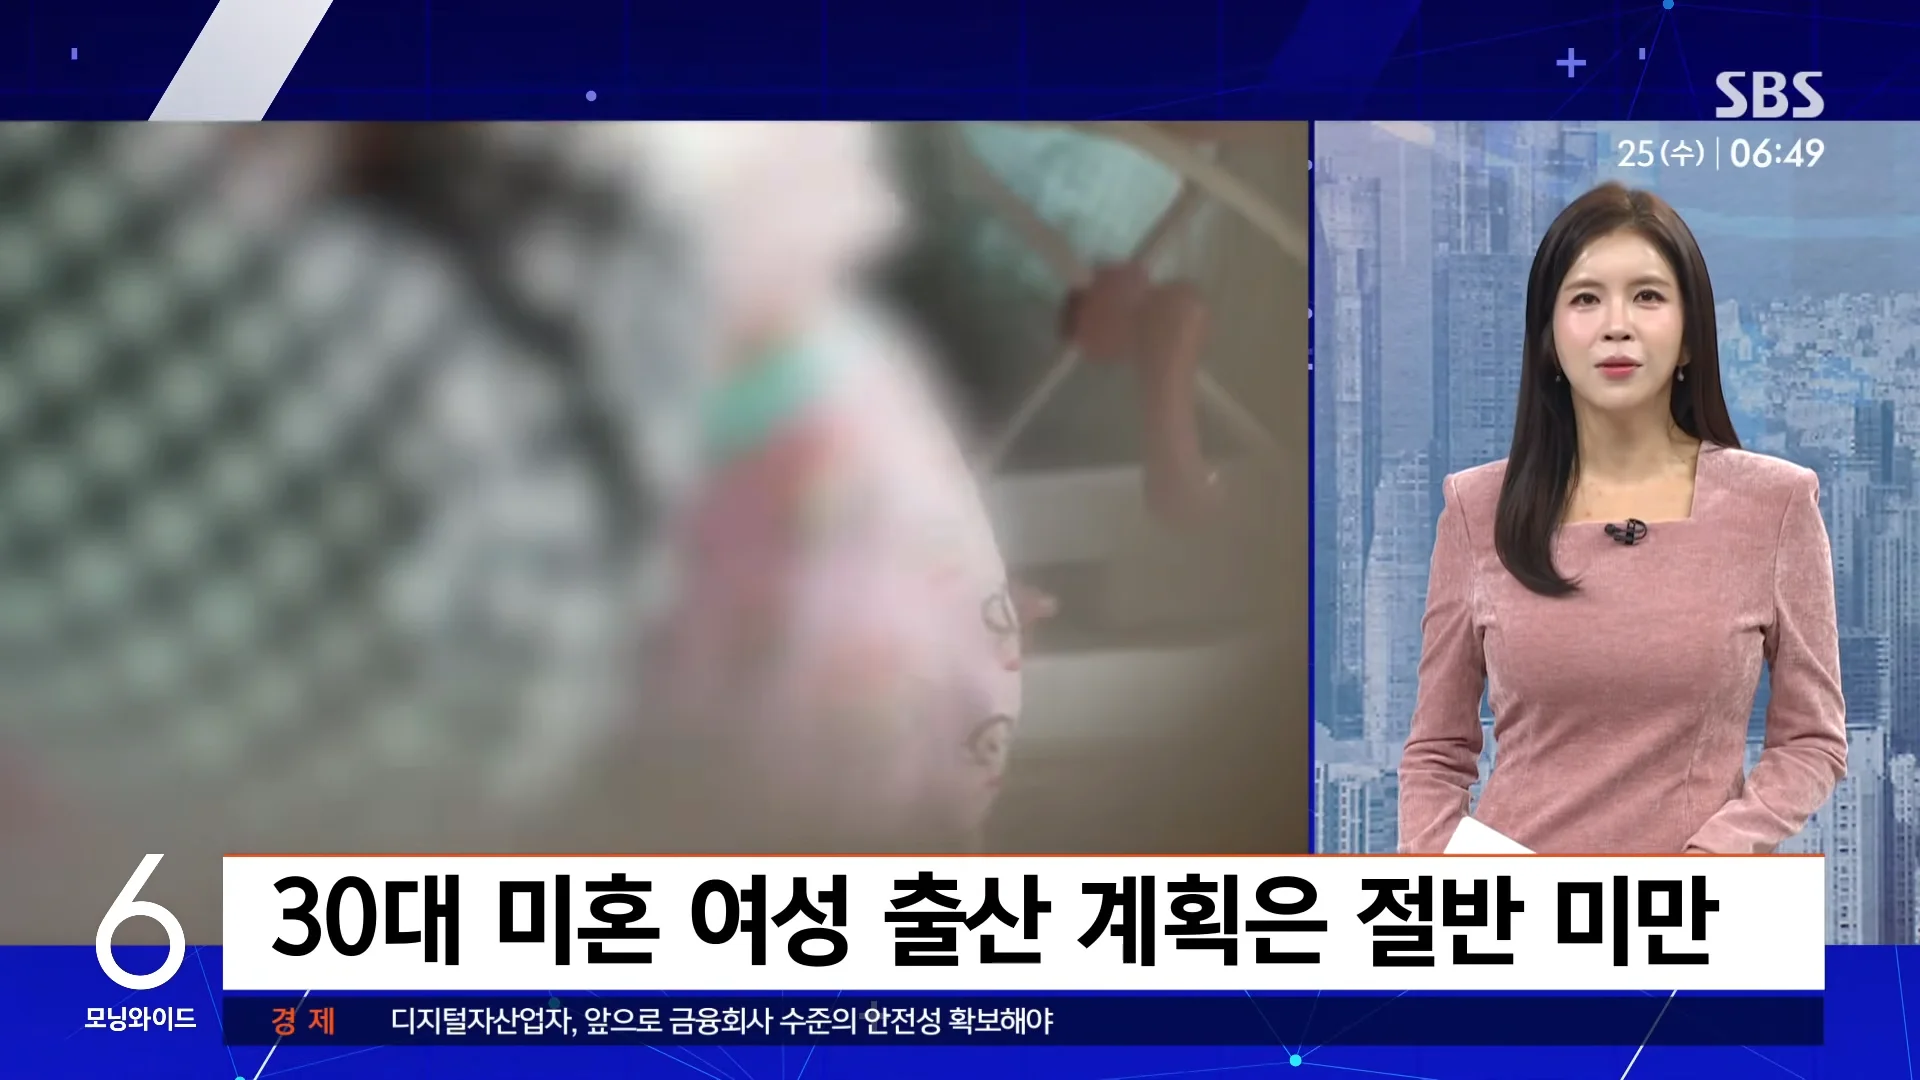 SBS
25(수) | 06:49
30대 미혼 여성 출산 계획은 절반 미만
6
모닝와이드
경제 디지털자산업자, 앞으로 금융회사 수준의 안전성 확보해야